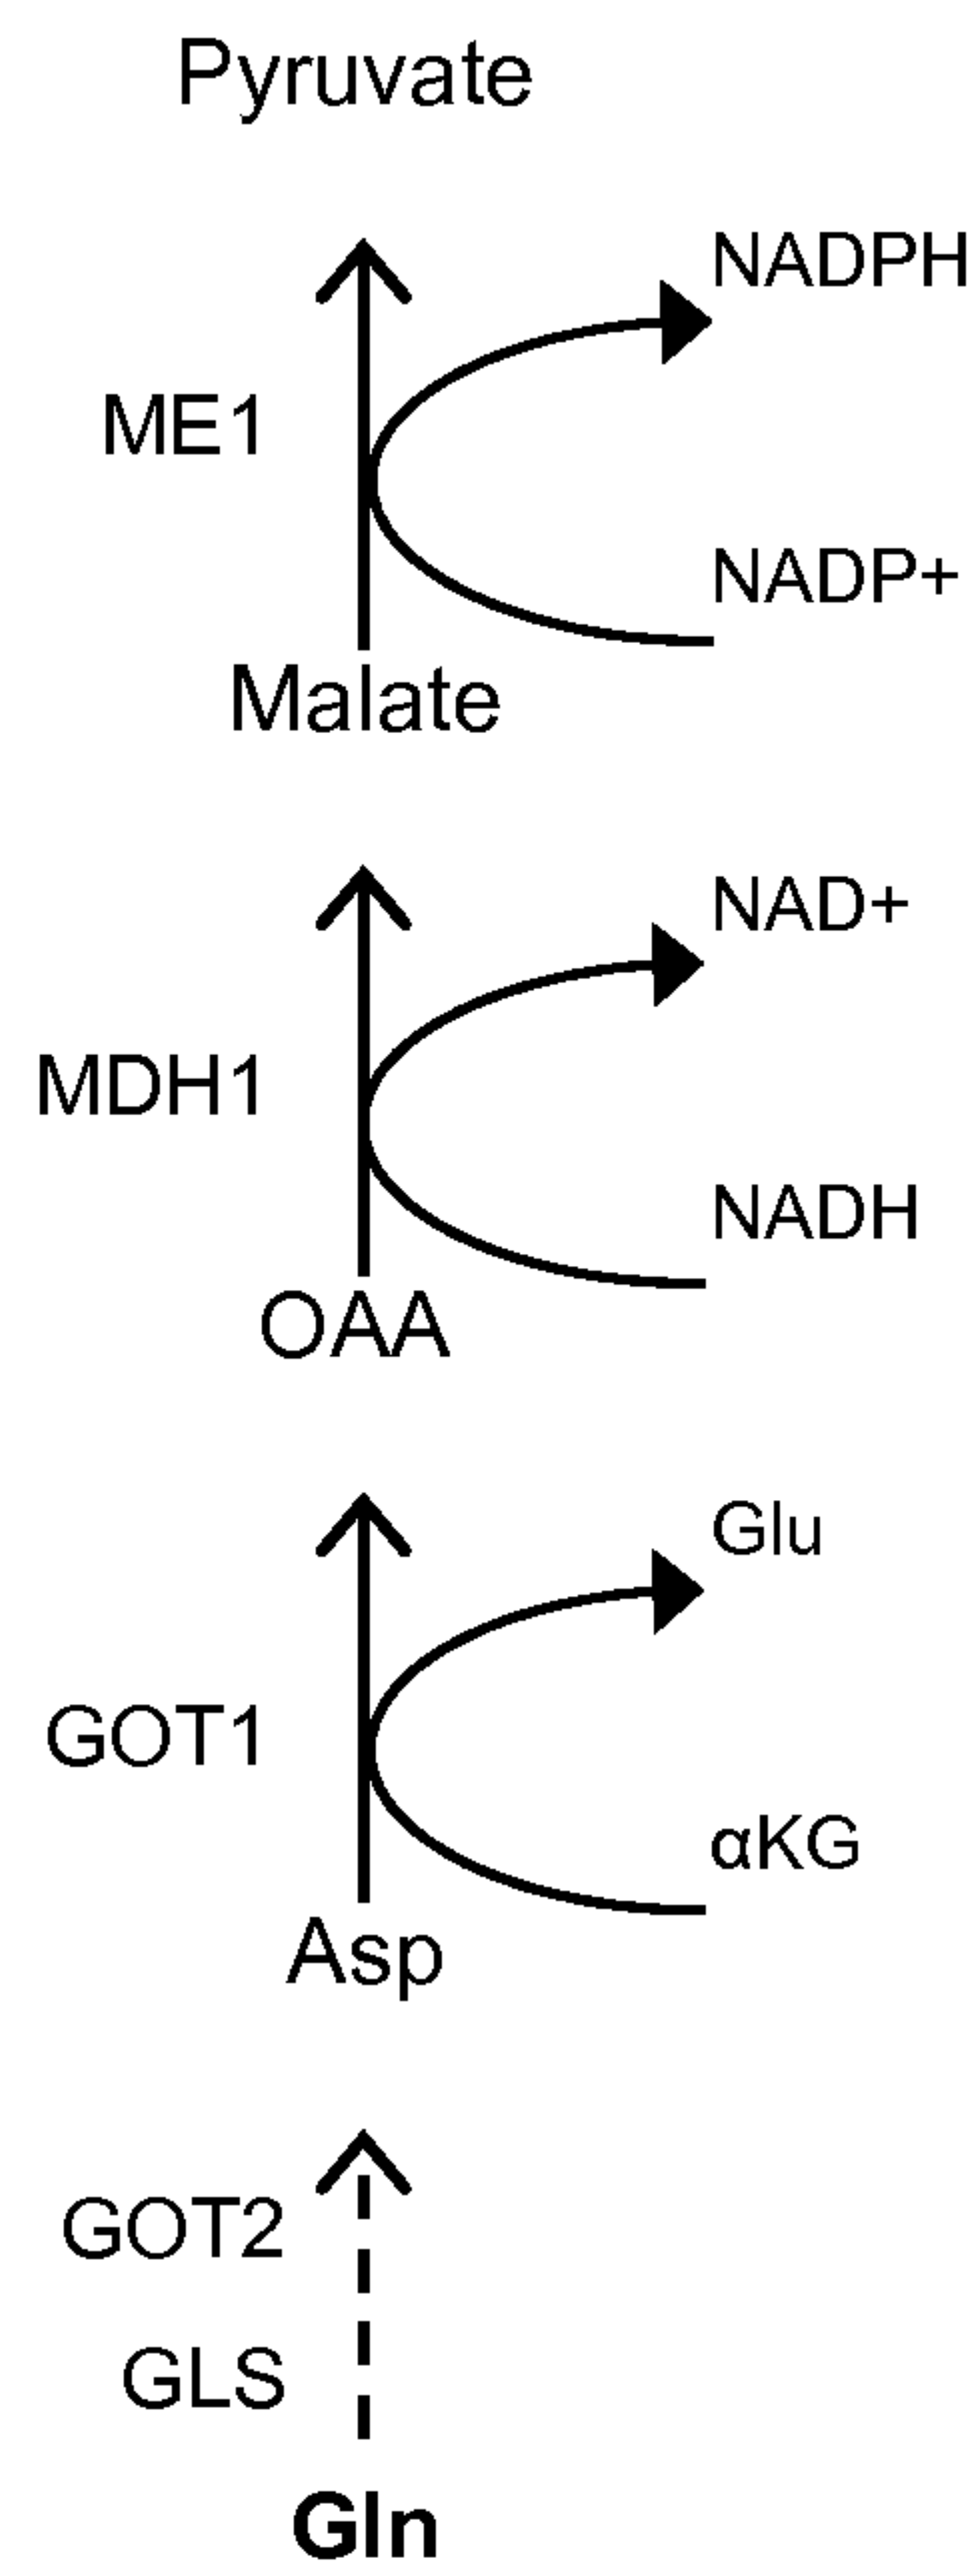 Pyruvate
NADPH
ME1
NADP+
Malate
NAD+
MDH1
NADH
OAA
Glu
GOT1
αKG
Asp
GOT2
GLS
Gln